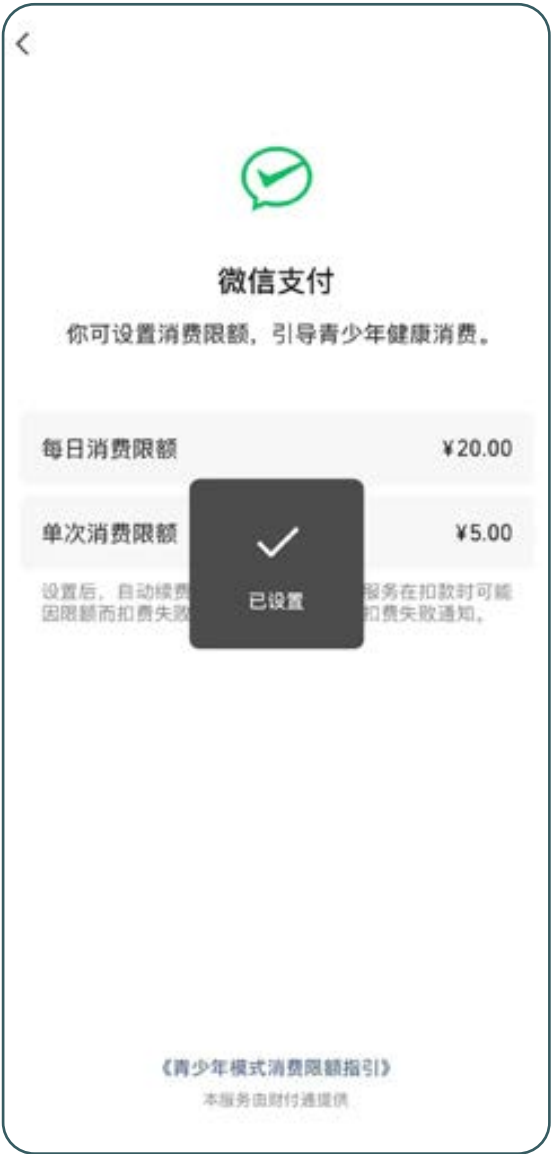 微信支付
你可设置消费限额，引导青少年健康消费。
每日消费限额 ¥20.00
单次消费限额 ¥5.00
设置后，自动续费 服务在扣款时可能
因限额而扣费失败 扣费失败通知。
已设置
《青少年模式消费限额指引》
本服务由财付通提供